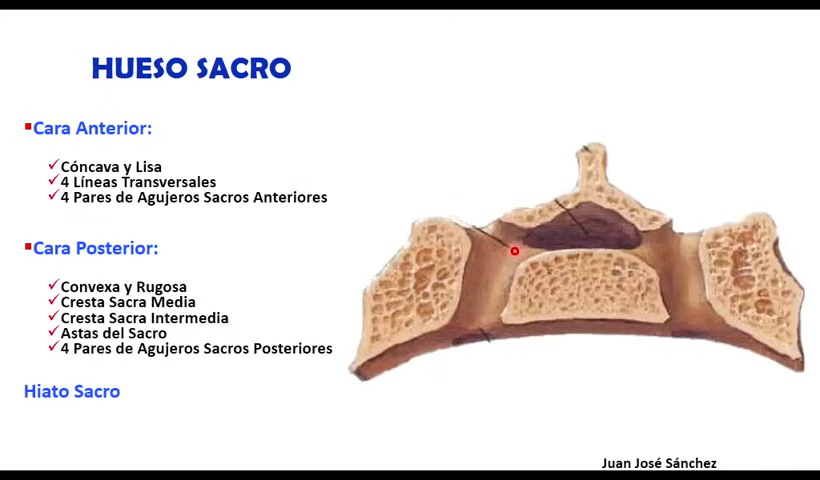 HUESO SACRO
Cara Anterior:
Cóncava y Lisa
4 Líneas Transversales
4 Pares de Agujeros Sacros Anteriores
Cara Posterior:
Convexa y Rugosa
Cresta Sacra Media
Cresta Sacra Intermedia
Astas del Sacro
4 Pares de Agujeros Sacros Posteriores
Hiato Sacro
Juan José Sánchez